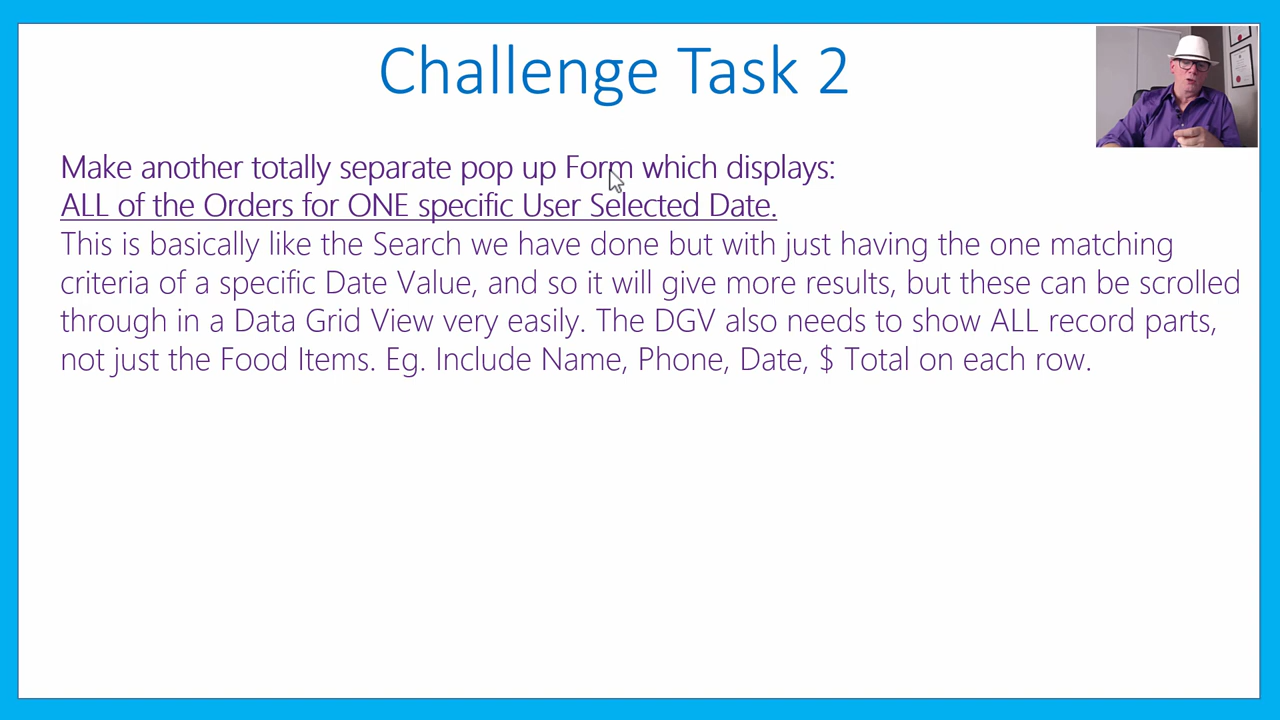 Challenge Task 2
Make another totally separate pop up Form which displays:
ALL of the Orders for ONE specific User Selected Date.
This is basically like the Search we have done but with just having the one matching
criteria of a specific Date Value, and so it will give more results, but these can be scrolled
through in a Data Grid View very easily. The DGV also needs to show ALL record parts,
not just the Food Items. Eg. Include Name, Phone, Date, $ Total on each row.